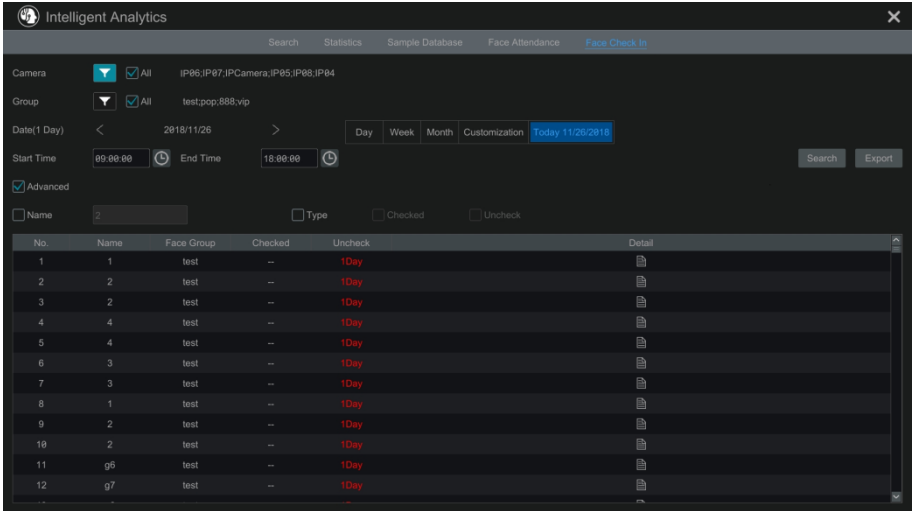 Intelligent Analytics
Search Statistics Sample Database Face Attendance Face Check In
Camera All IP06;IP07;IPCamera;IP05;IP08;IP04
Group All test;pop;888;vip
Date(1 Day) < 2018/11/26 > Day Week Month Customization Today 11/26/2018
Start Time 09:00:00 End Time 18:00:00 Search Export
Advanced
Name 2 Type Checked Uncheck
No. Name Face Group Checked Uncheck Detail
1 1 test -- 1Day
2 2 test -- 1Day
3 2 test -- 1Day
4 4 test -- 1Day
5 4 test -- 1Day
6 3 test -- 1Day
7 3 test -- 1Day
8 1 test -- 1Day
9 2 test -- 1Day
10 2 test -- 1Day
11 g6 test -- 1Day
12 g7 test -- 1Day